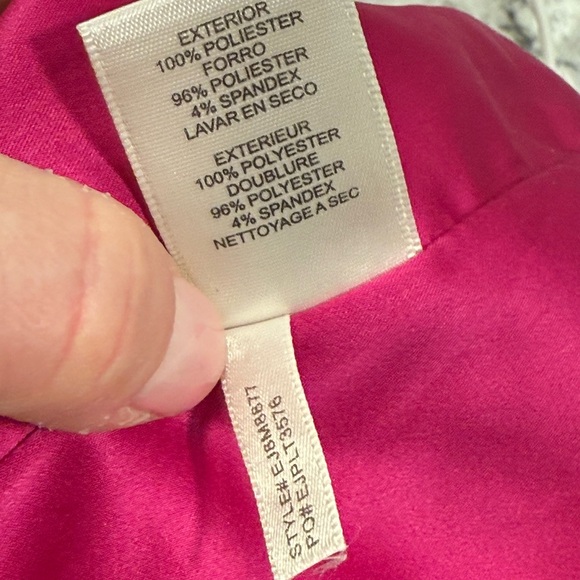 EXTERIOR
100% POLIESTER
FORRO
96% POLIESTER
4% SPANDEX
LAVAR EN SECO
EXTERIEUR
100% POLYESTER
DOUBLURE
96% POLYESTER
4% SPANDEX
NETTOYAGE A SEC
STYLE# EJ8M8877
PO# EJPLT3576